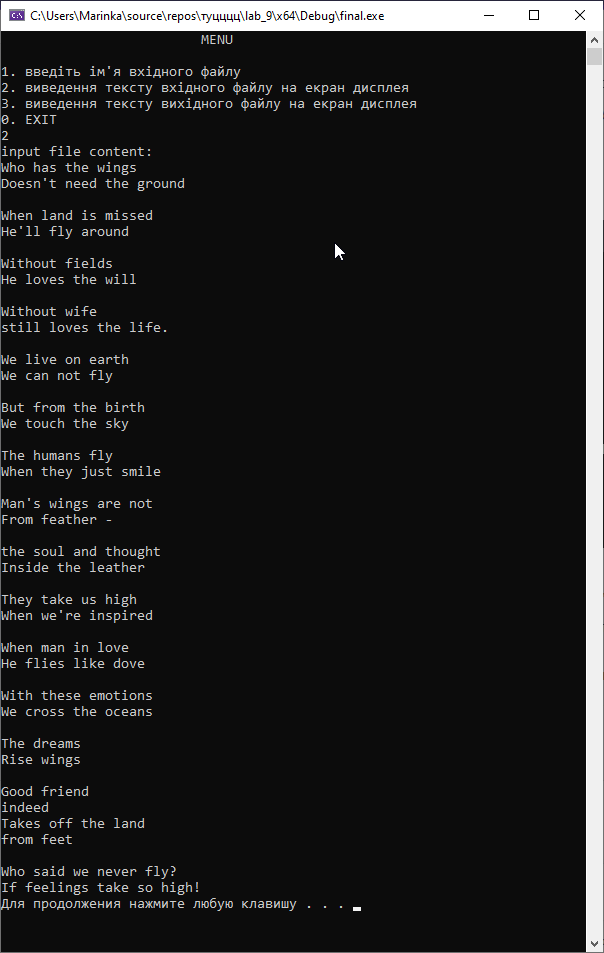 C:\Users\Marinka\source\repos\туцццц\lab_9\x64\Debug\final.exe
MENU
1. введіть ім'я вхідного файлу
2. виведення тексту вхідного файлу на екран дисплея
3. виведення тексту вихідного файлу на екран дисплея
0. EXIT
2
input file content:
Who has the wings
Doesn't need the ground
When land is missed
He'll fly around
Without fields
He loves the will
Without wife
still loves the life.
We live on earth
We can not fly
But from the birth
We touch the sky
The humans fly
When they just smile
Man's wings are not
From feather -
the soul and thought
Inside the leather
They take us high
When we're inspired
When man in love
He flies like dove
With these emotions
We cross the oceans
The dreams
Rise wings
Good friend
indeed
Takes off the land
from feet
Who said we never fly?
If feelings take so high!
Для продолжения нажмите любую клавишу . . .